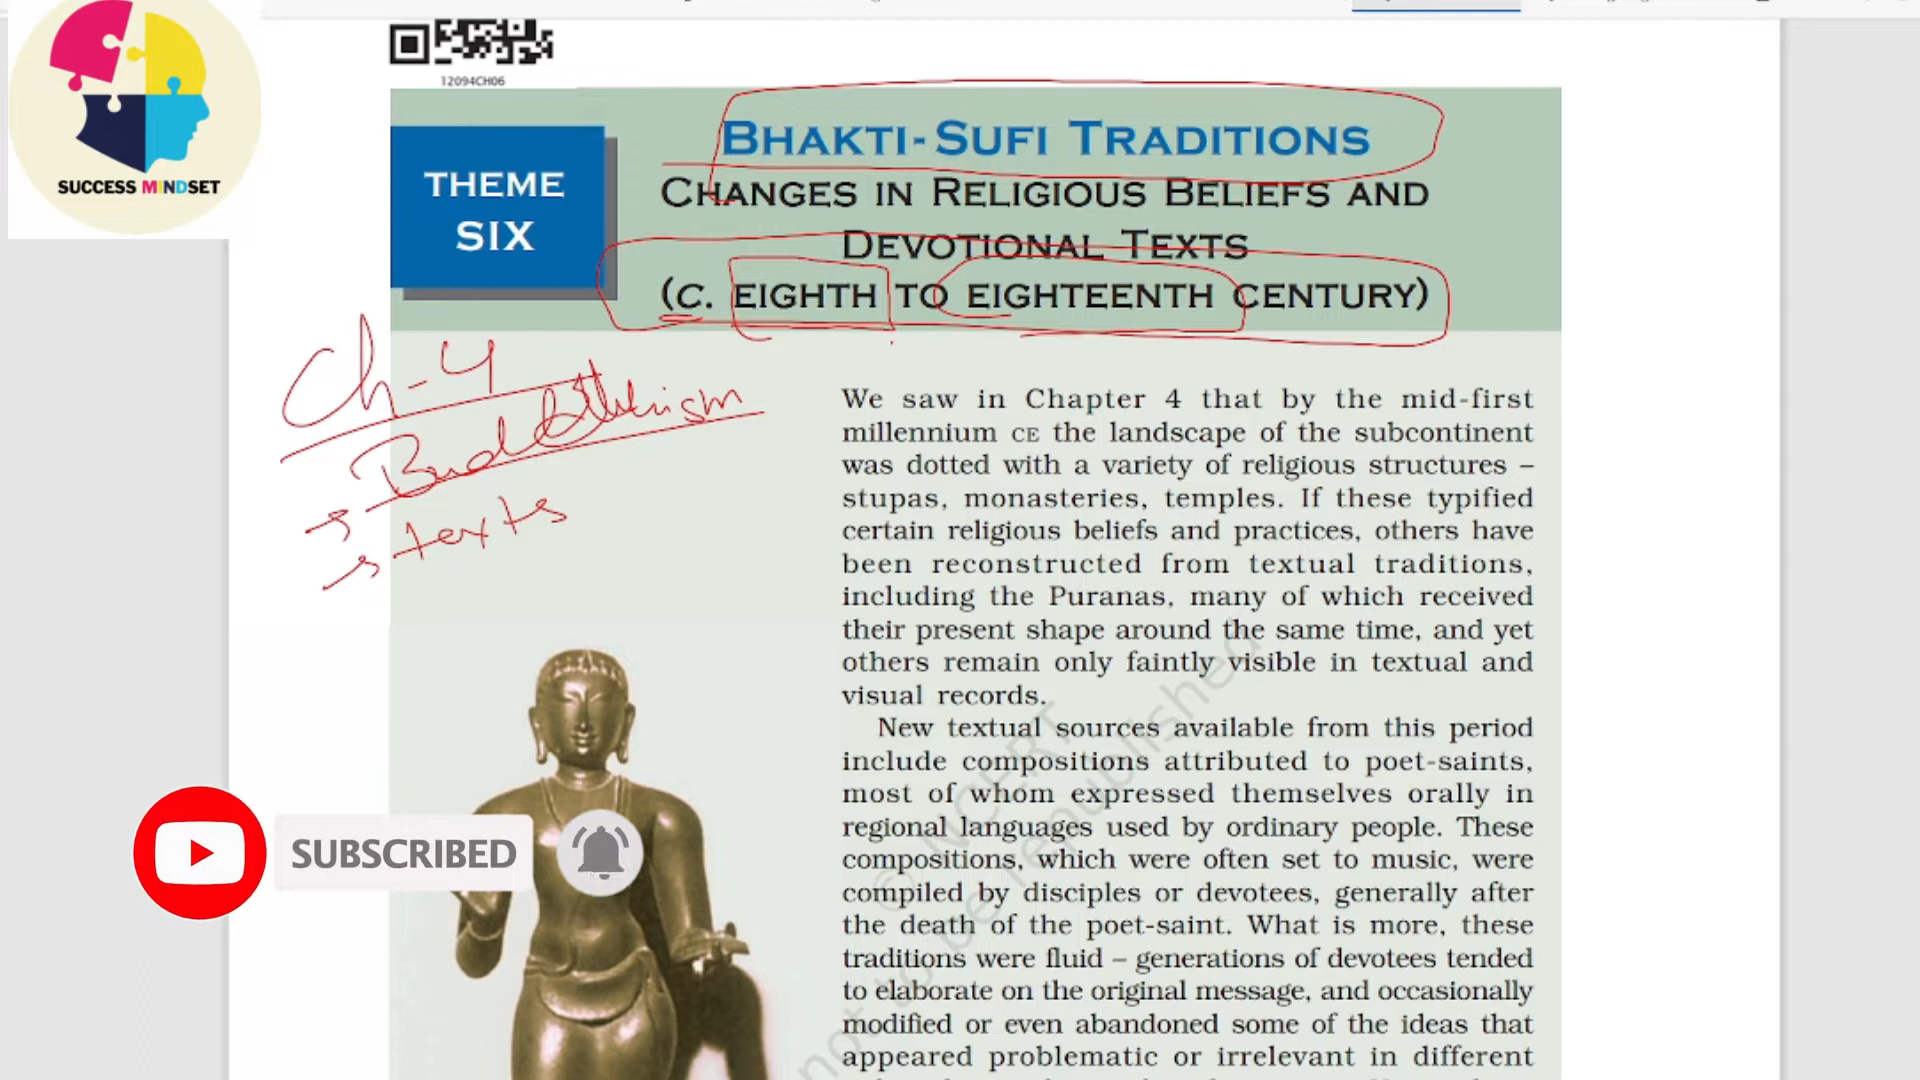 SUCCESS MINDSET
12094CH06
THEME
SIX
BHAKTI-SUFI TRADITIONS
CHANGES IN RELIGIOUS BELIEFS AND
DEVOTIONAL TEXTS
(C. EIGHTH TO EIGHTEENTH CENTURY)
Ch-4
Buddhism
texts
We saw in Chapter 4 that by the mid-first
millennium CE the landscape of the subcontinent
was dotted with a variety of religious structures –
stupas, monasteries, temples. If these typified
certain religious beliefs and practices, others have
been reconstructed from textual traditions,
including the Puranas, many of which received
their present shape around the same time, and yet
others remain only faintly visible in textual and
visual records.
New textual sources available from this period
include compositions attributed to poet-saints,
most of whom expressed themselves orally in
regional languages used by ordinary people. These
compositions, which were often set to music, were
compiled by disciples or devotees, generally after
the death of the poet-saint. What is more, these
traditions were fluid – generations of devotees tended
to elaborate on the original message, and occasionally
modified or even abandoned some of the ideas that
appeared problematic or irrelevant in different
SUBSCRIBED
© NCERT
not to be republished